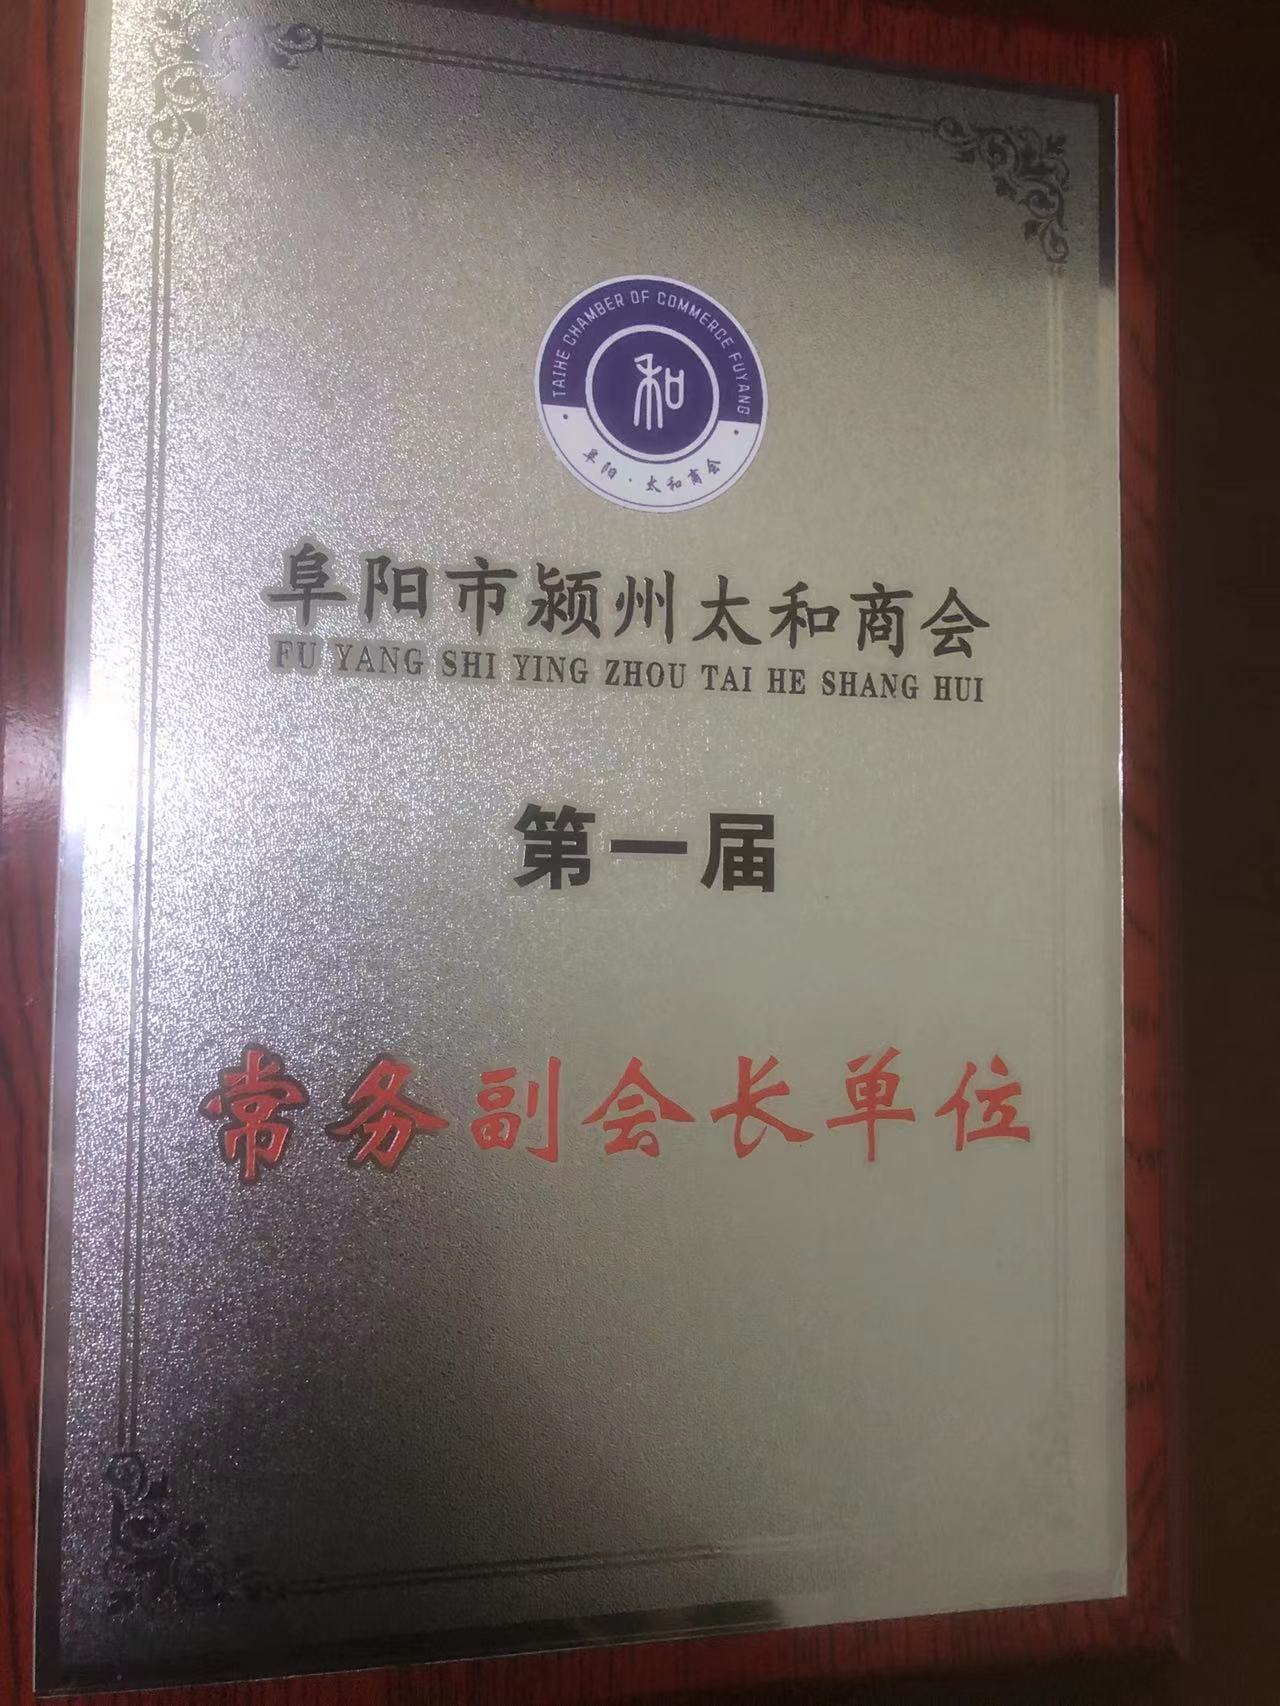 TAIHE CHAMBER OF COMMERCE FUYANG
和
阜阳·太和商会
阜阳市颍州太和商会
FU YANG SHI YING ZHOU TAI HE SHANG HUI
第一届
常务副会长单位